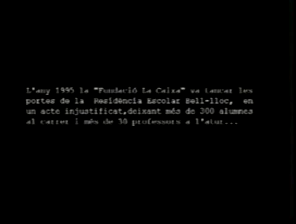 L'any 1995 la "Fundació La Caixa" va tancar les
portes de la Residència Escolar Bell-lloc, en
un acte injustificat,deixant més de 300 alumnes
al carrer i més de 30 professors a l'atur...